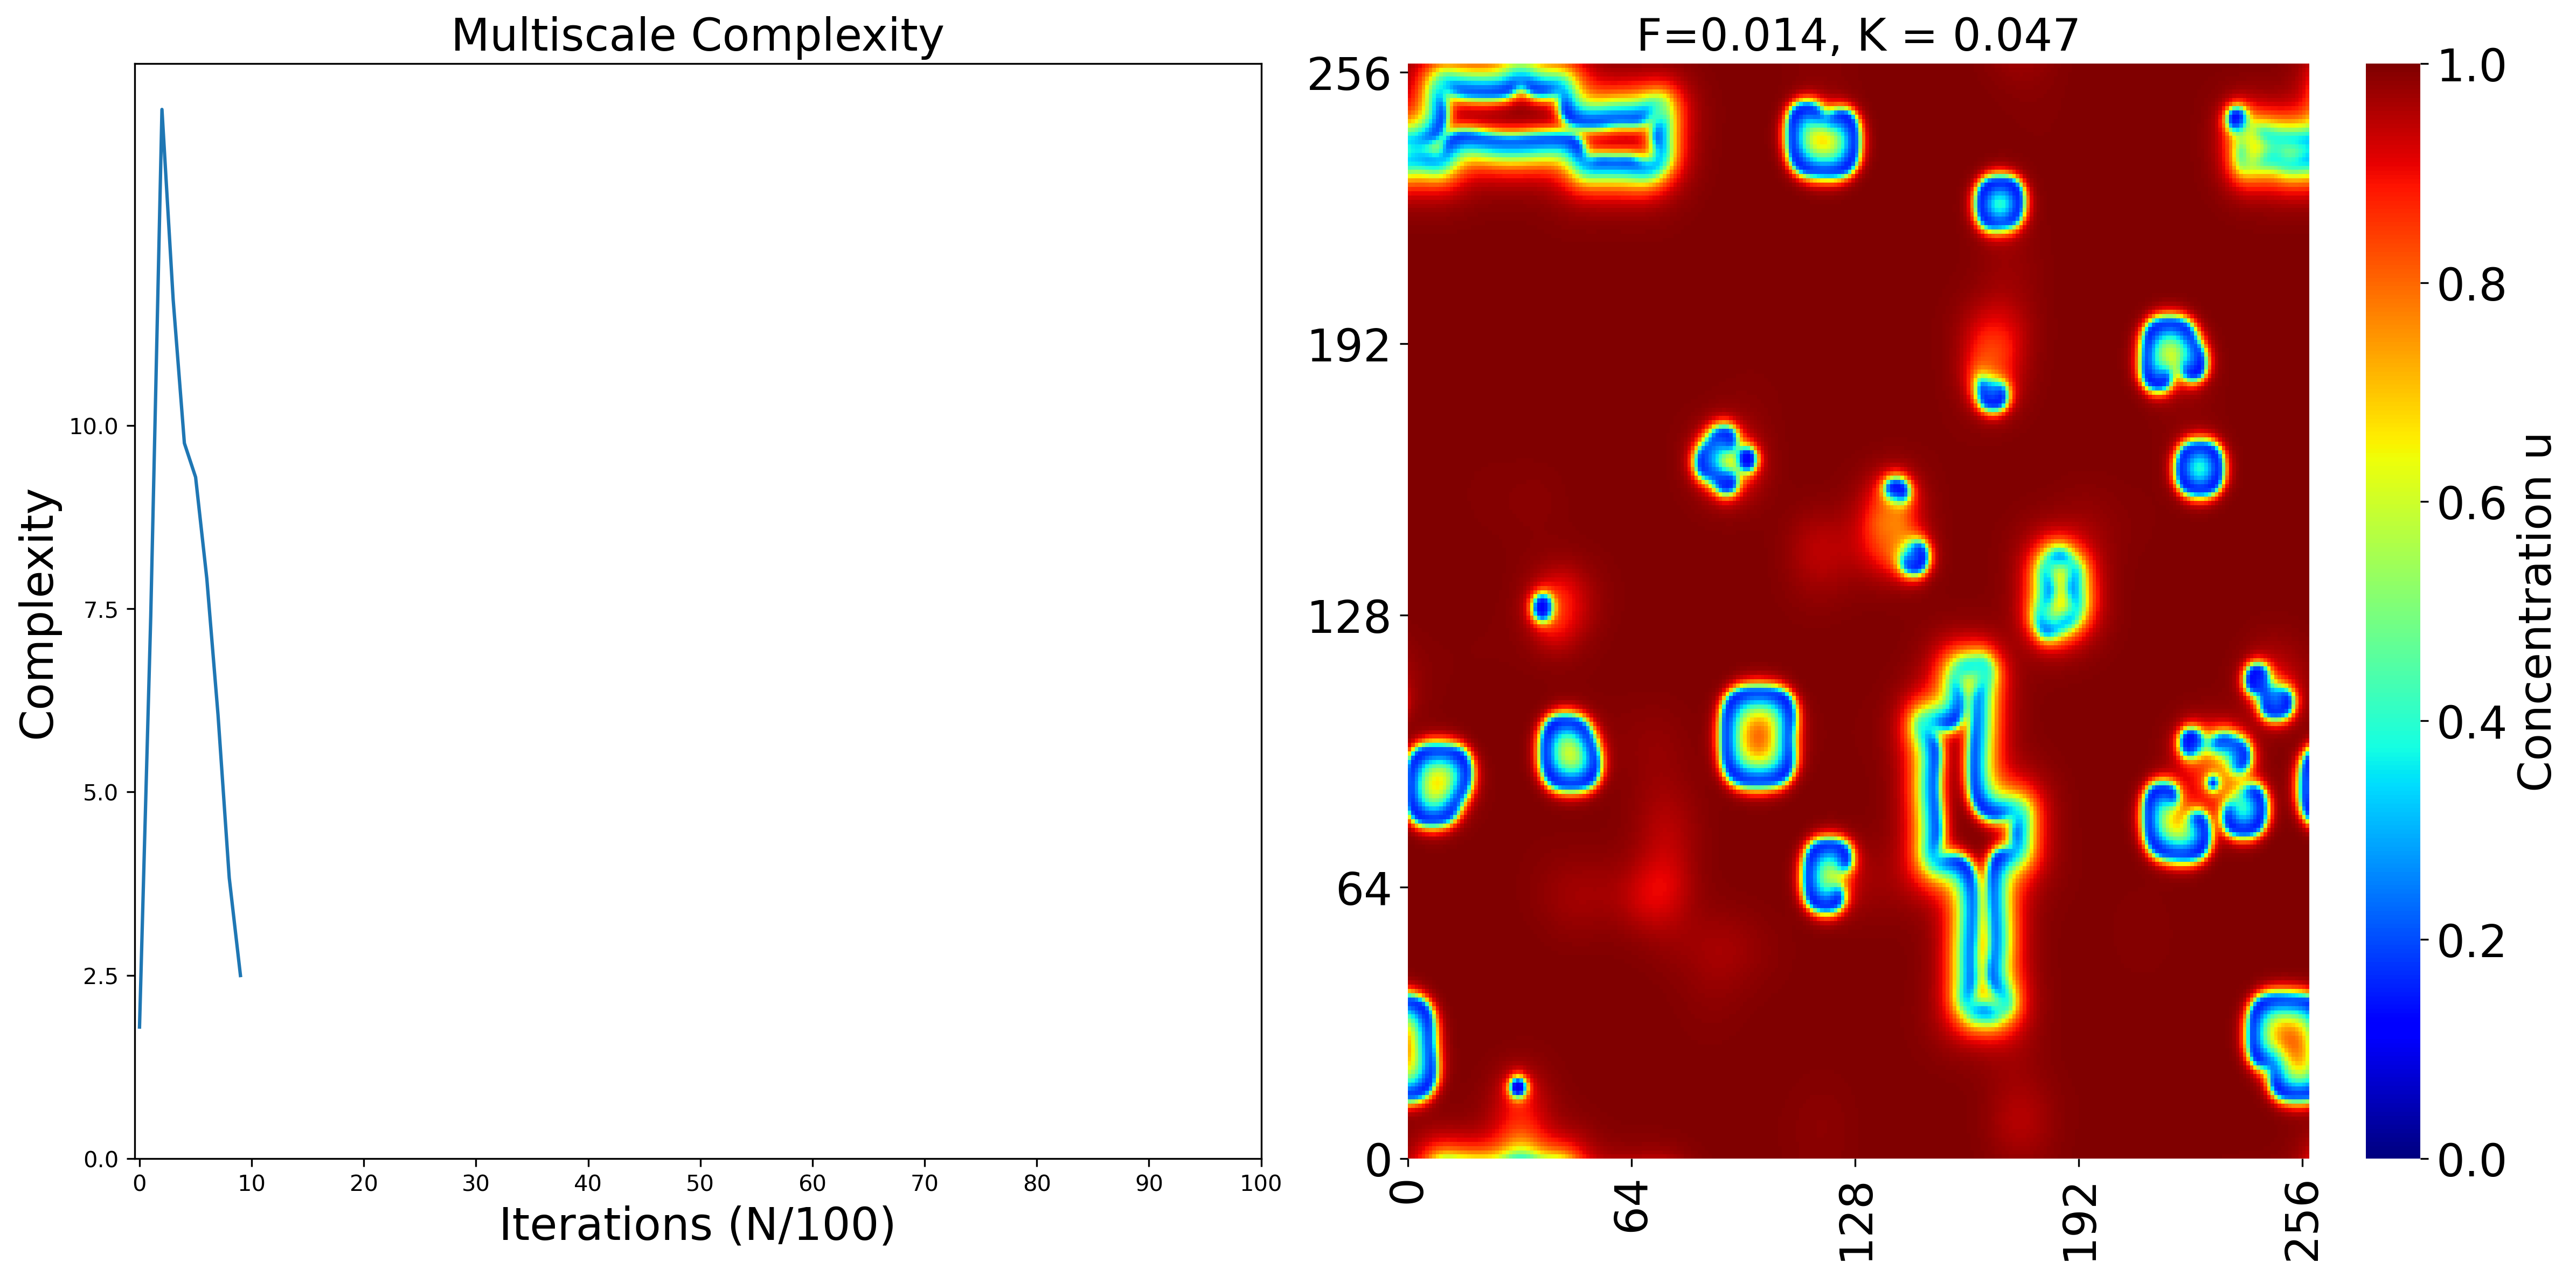 Multiscale Complexity
Complexity
10.0
7.5
5.0
2.5
0.0
0 10 20 30 40 50 60 70 80 90 100
Iterations (N/100)
F=0.014, K = 0.047
256
192
128
64
0
0 64 128 192 256
1.0
0.8
0.6
0.4
0.2
0.0
Concentration u